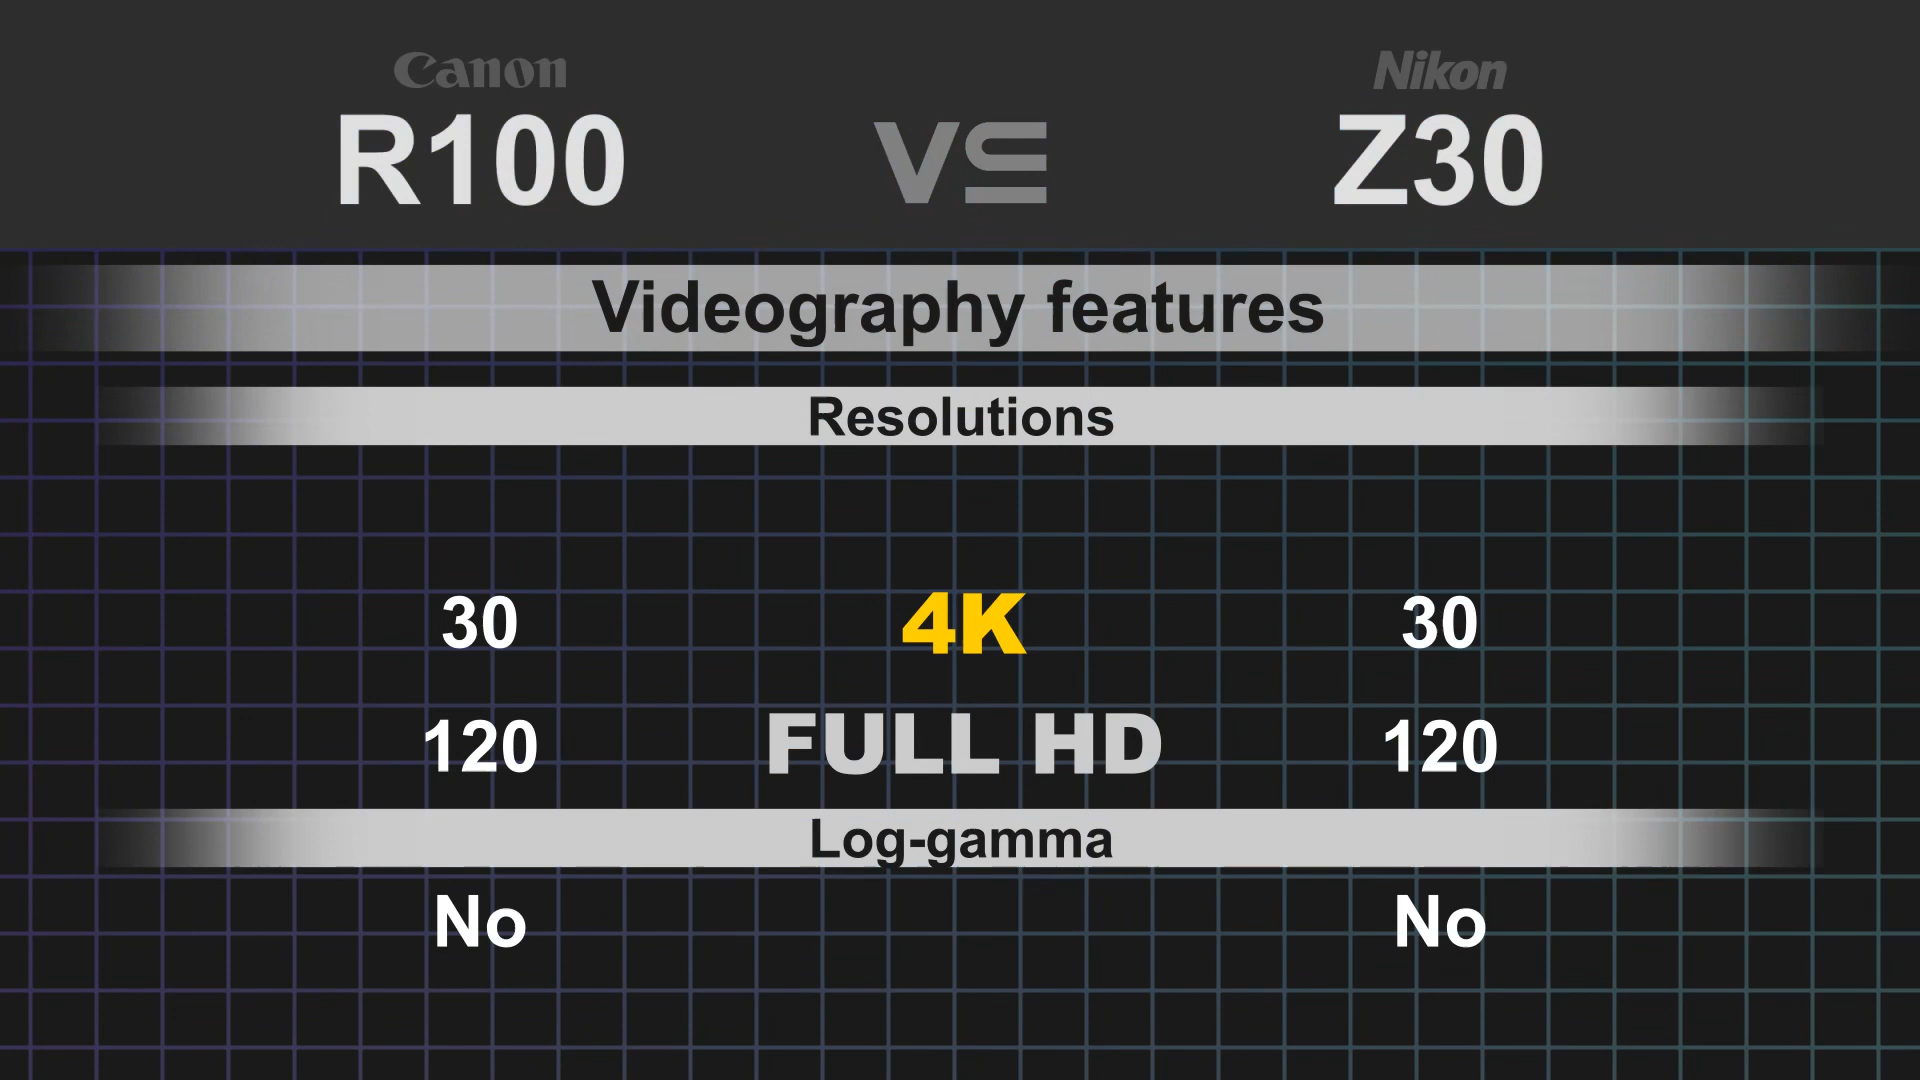 Canon
R100
VS
Nikon
Z30
Videography features
Resolutions
30 4K 30
120 FULL HD 120
Log-gamma
No No